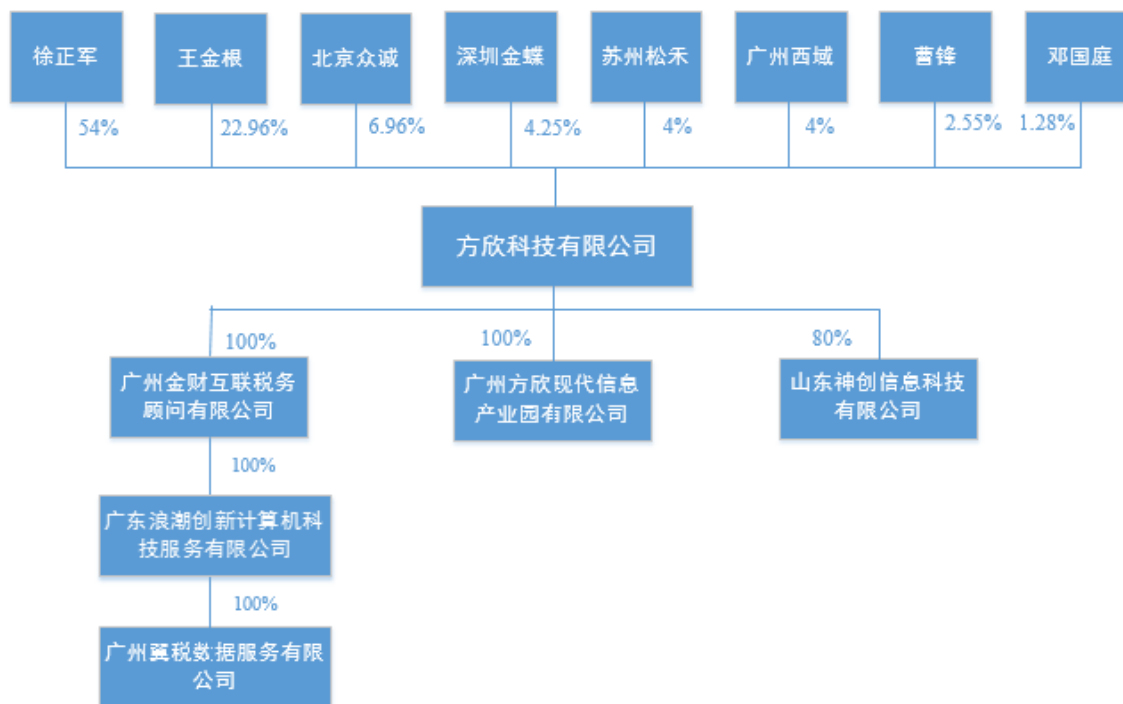 徐正军
王金根
北京众诚
深圳金蝶
苏州松禾
广州西域
曹锋
邓国庭
54%
22.96%
6.96%
4.25%
4%
4%
2.55%
1.28%
方欣科技有限公司
100%
100%
80%
广州金财互联税务
顾问有限公司
广州方欣现代信息
产业园有限公司
山东神创信息科技
有限公司
100%
广东浪潮创新计算机科
技服务有限公司
100%
广州翼税数据服务有限
公司